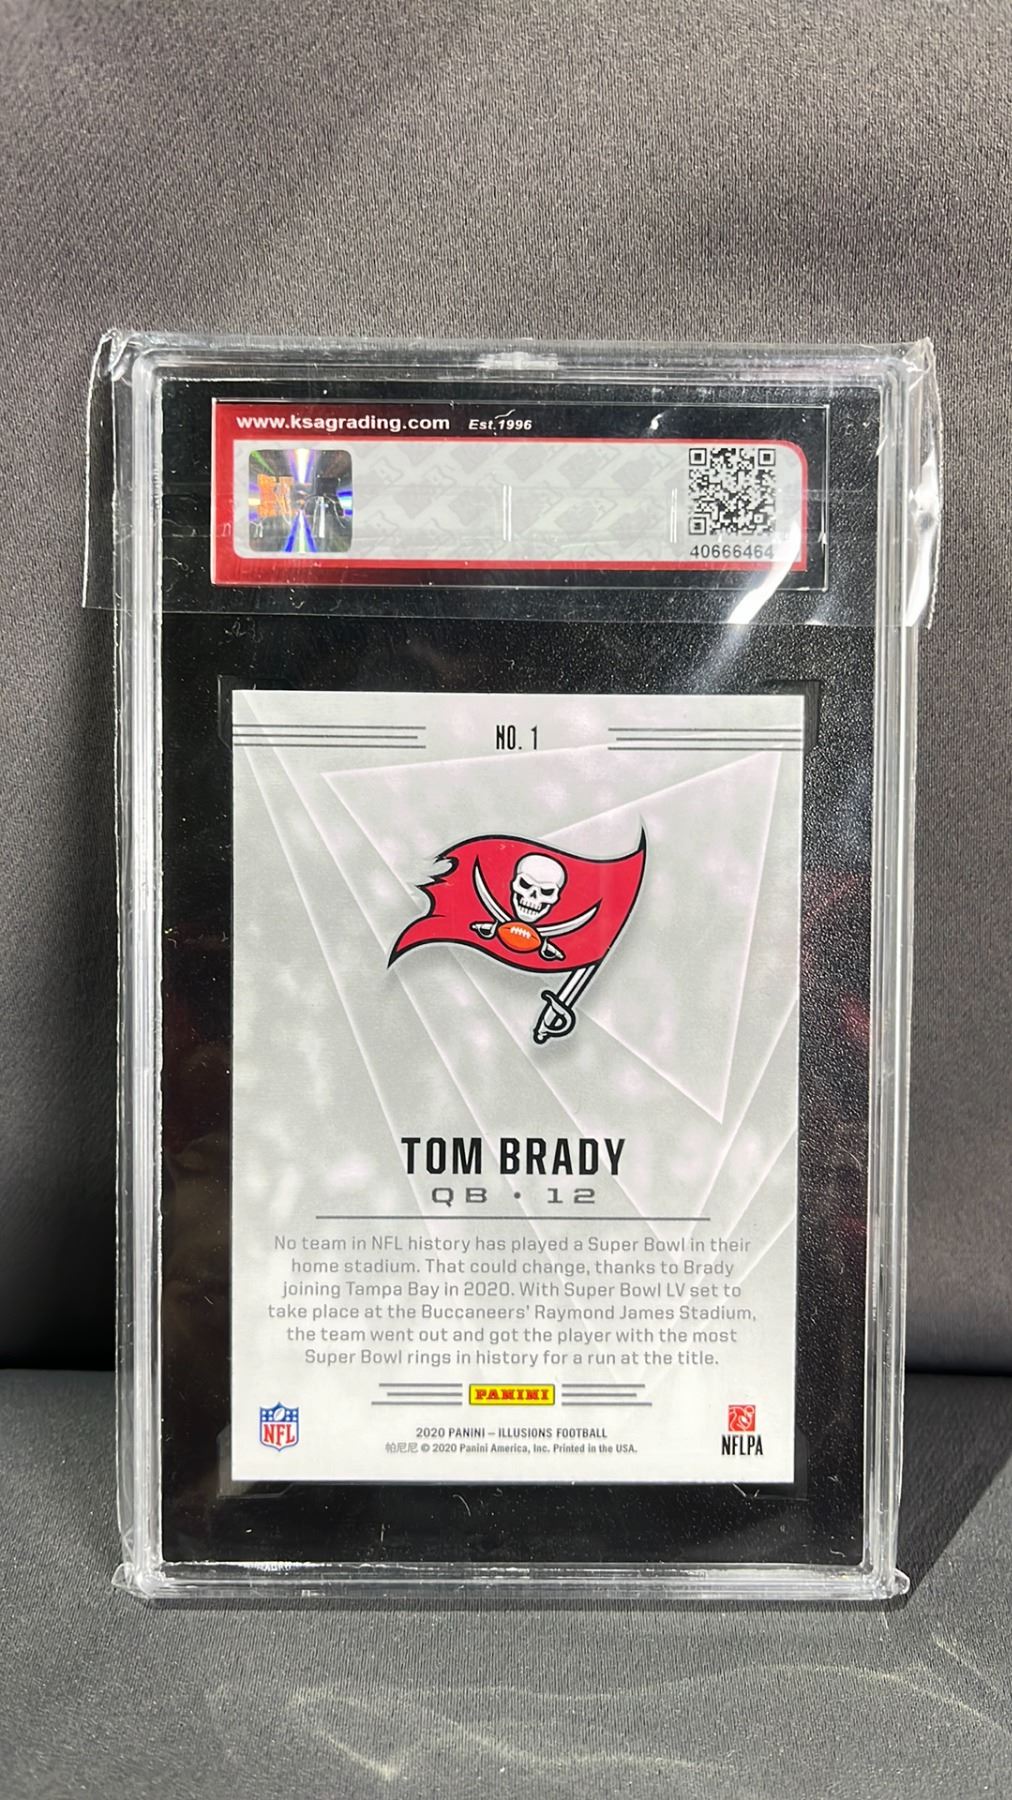 www.ksagrading.com Est.1996
40666464
NO. 1
TOM BRADY
QB • 12
No team in NFL history has played a Super Bowl in their
home stadium. That could change, thanks to Brady
joining Tampa Bay in 2020. With Super Bowl LV set to
take place at the Buccaneers' Raymond James Stadium,
the team went out and got the player with the most
Super Bowl rings in history for a run at the title.
PANINI
NFL
2020 PANINI – ILLUSIONS FOOTBALL
帕尼尼 © 2020 Panini America, Inc. Printed in the USA.
NFLPA